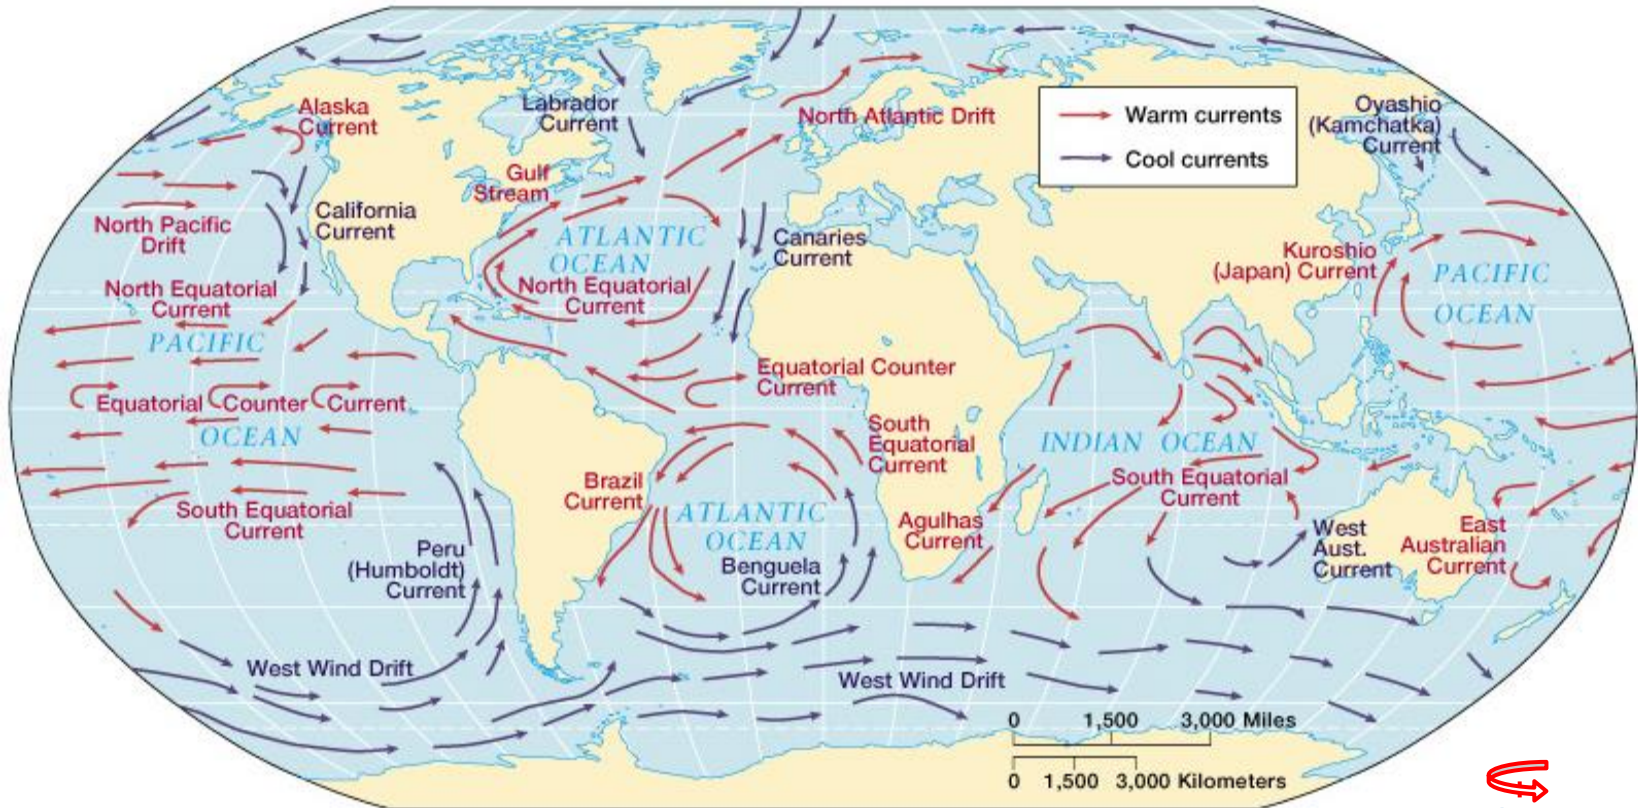 Alaska
Current
Labrador
Current
North Atlantic Drift
Warm currents
Cool currents
Oyashio
(Kamchatka)
Current
Gulf
Stream
North Pacific
Drift
California
Current
ATLANTIC
OCEAN
Canaries
Current
Kuroshio
(Japan) Current
PACIFIC
OCEAN
North Equatorial
Current
North Equatorial
Current
PACIFIC
Equatorial Counter
Current
Equatorial Counter Current
OCEAN
South
Equatorial
Current
INDIAN OCEAN
South Equatorial
Current
Brazil
Current
South Equatorial
Current
ATLANTIC
OCEAN
Agulhas
Current
West
Aust.
Current
East
Australian
Current
Peru
(Humboldt)
Current
Benguela
Current
West Wind Drift
West Wind Drift
0 1,500 3,000 Miles
0 1,500 3,000 Kilometers